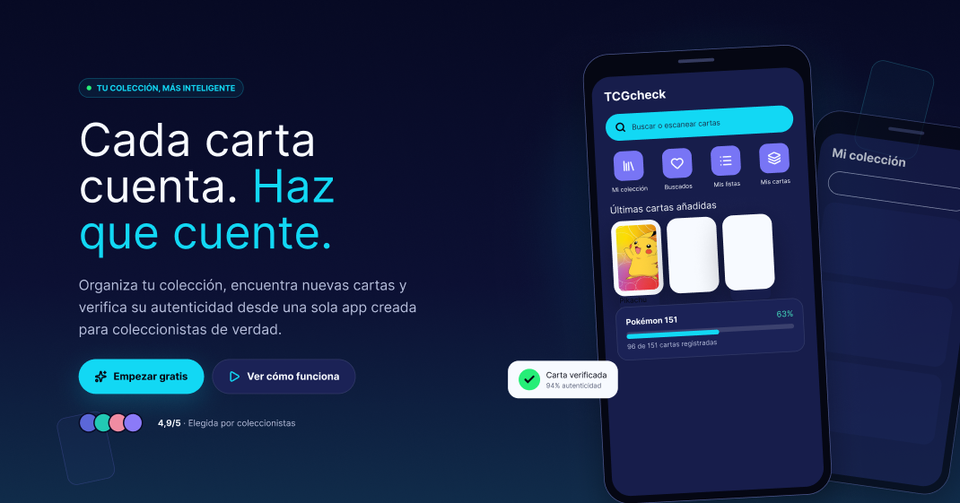 TU COLECCIÓN, MÁS INTELIGENTE
Cada carta
cuenta. Haz
que cuente.
Organiza tu colección, encuentra nuevas cartas y
verifica su autenticidad desde una sola app creada
para coleccionistas de verdad.
Empezar gratis
Ver cómo funciona
4,9/5 · Elegida por coleccionistas
TCGcheck
Buscar o escanear cartas
Mi colección
Buscados
Mis listas
Mis cartas
Últimas cartas añadidas
Pokémon 151
63%
96 de 151 cartas registradas
Carta verificada
94% autenticidad
Mi colección